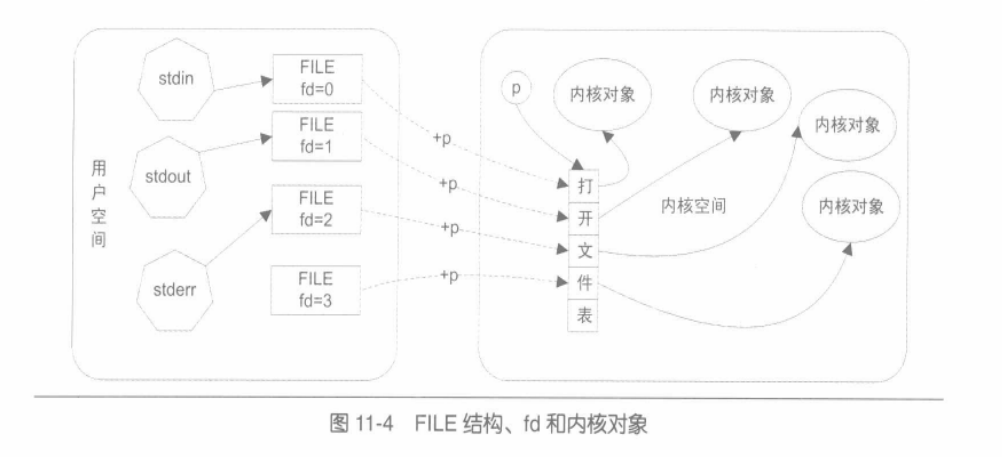 用户空间
stdin
stdout
stderr
FILE
fd=0
FILE
fd=1
FILE
fd=2
FILE
fd=3
+p
+p
+p
+p
p
打开文件表
内核对象
内核对象
内核对象
内核对象
内核空间
图 11-4 FILE 结构、fd 和内核对象